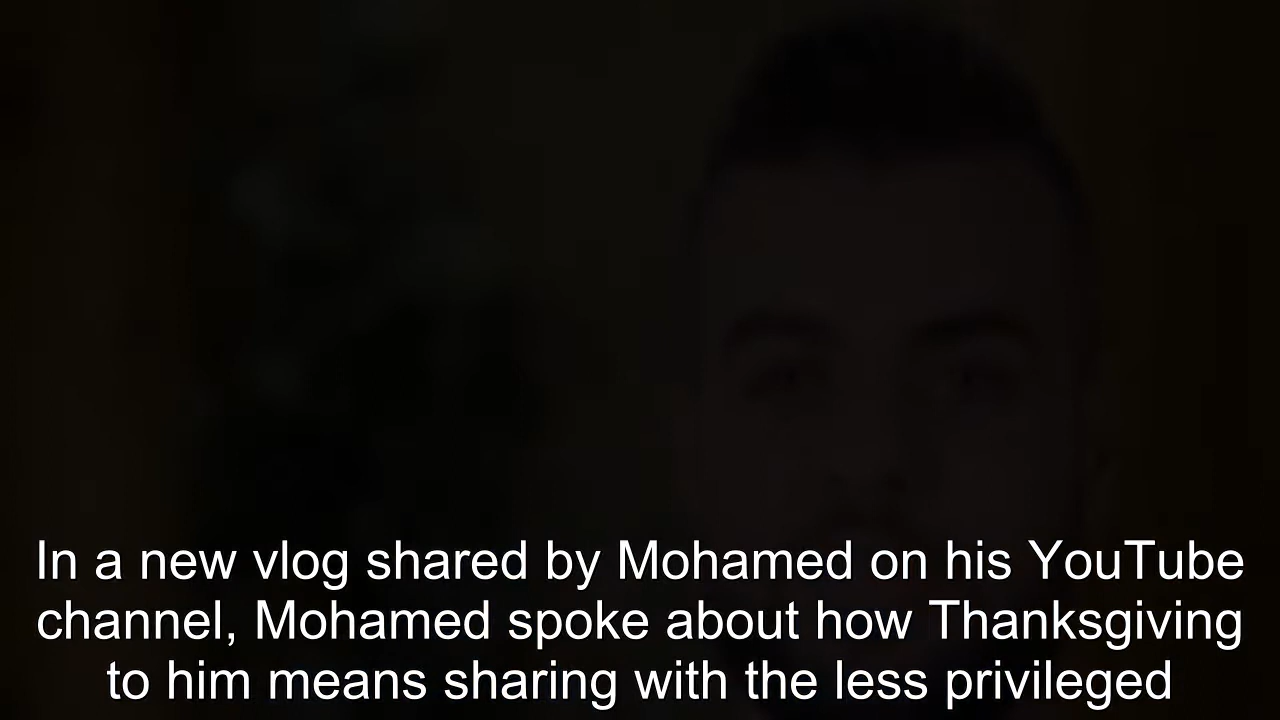 In a new vlog shared by Mohamed on his YouTube
channel, Mohamed spoke about how Thanksgiving
to him means sharing with the less privileged